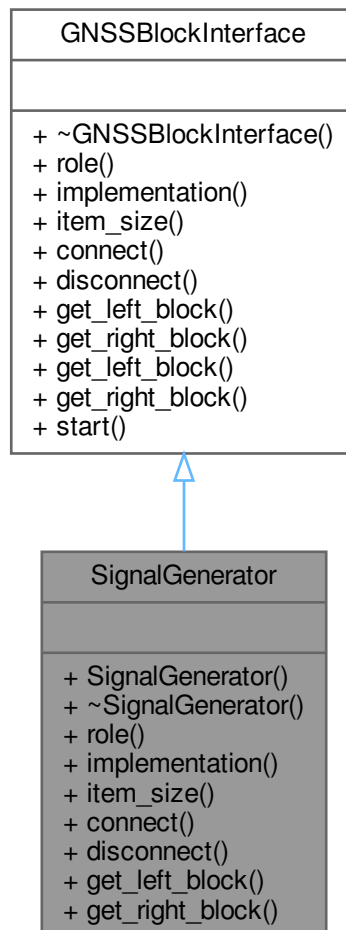 GNSSBlockInterface
+ ~GNSSBlockInterface()
+ role()
+ implementation()
+ item_size()
+ connect()
+ disconnect()
+ get_left_block()
+ get_right_block()
+ get_left_block()
+ get_right_block()
+ start()
SignalGenerator
+ SignalGenerator()
+ ~SignalGenerator()
+ role()
+ implementation()
+ item_size()
+ connect()
+ disconnect()
+ get_left_block()
+ get_right_block()